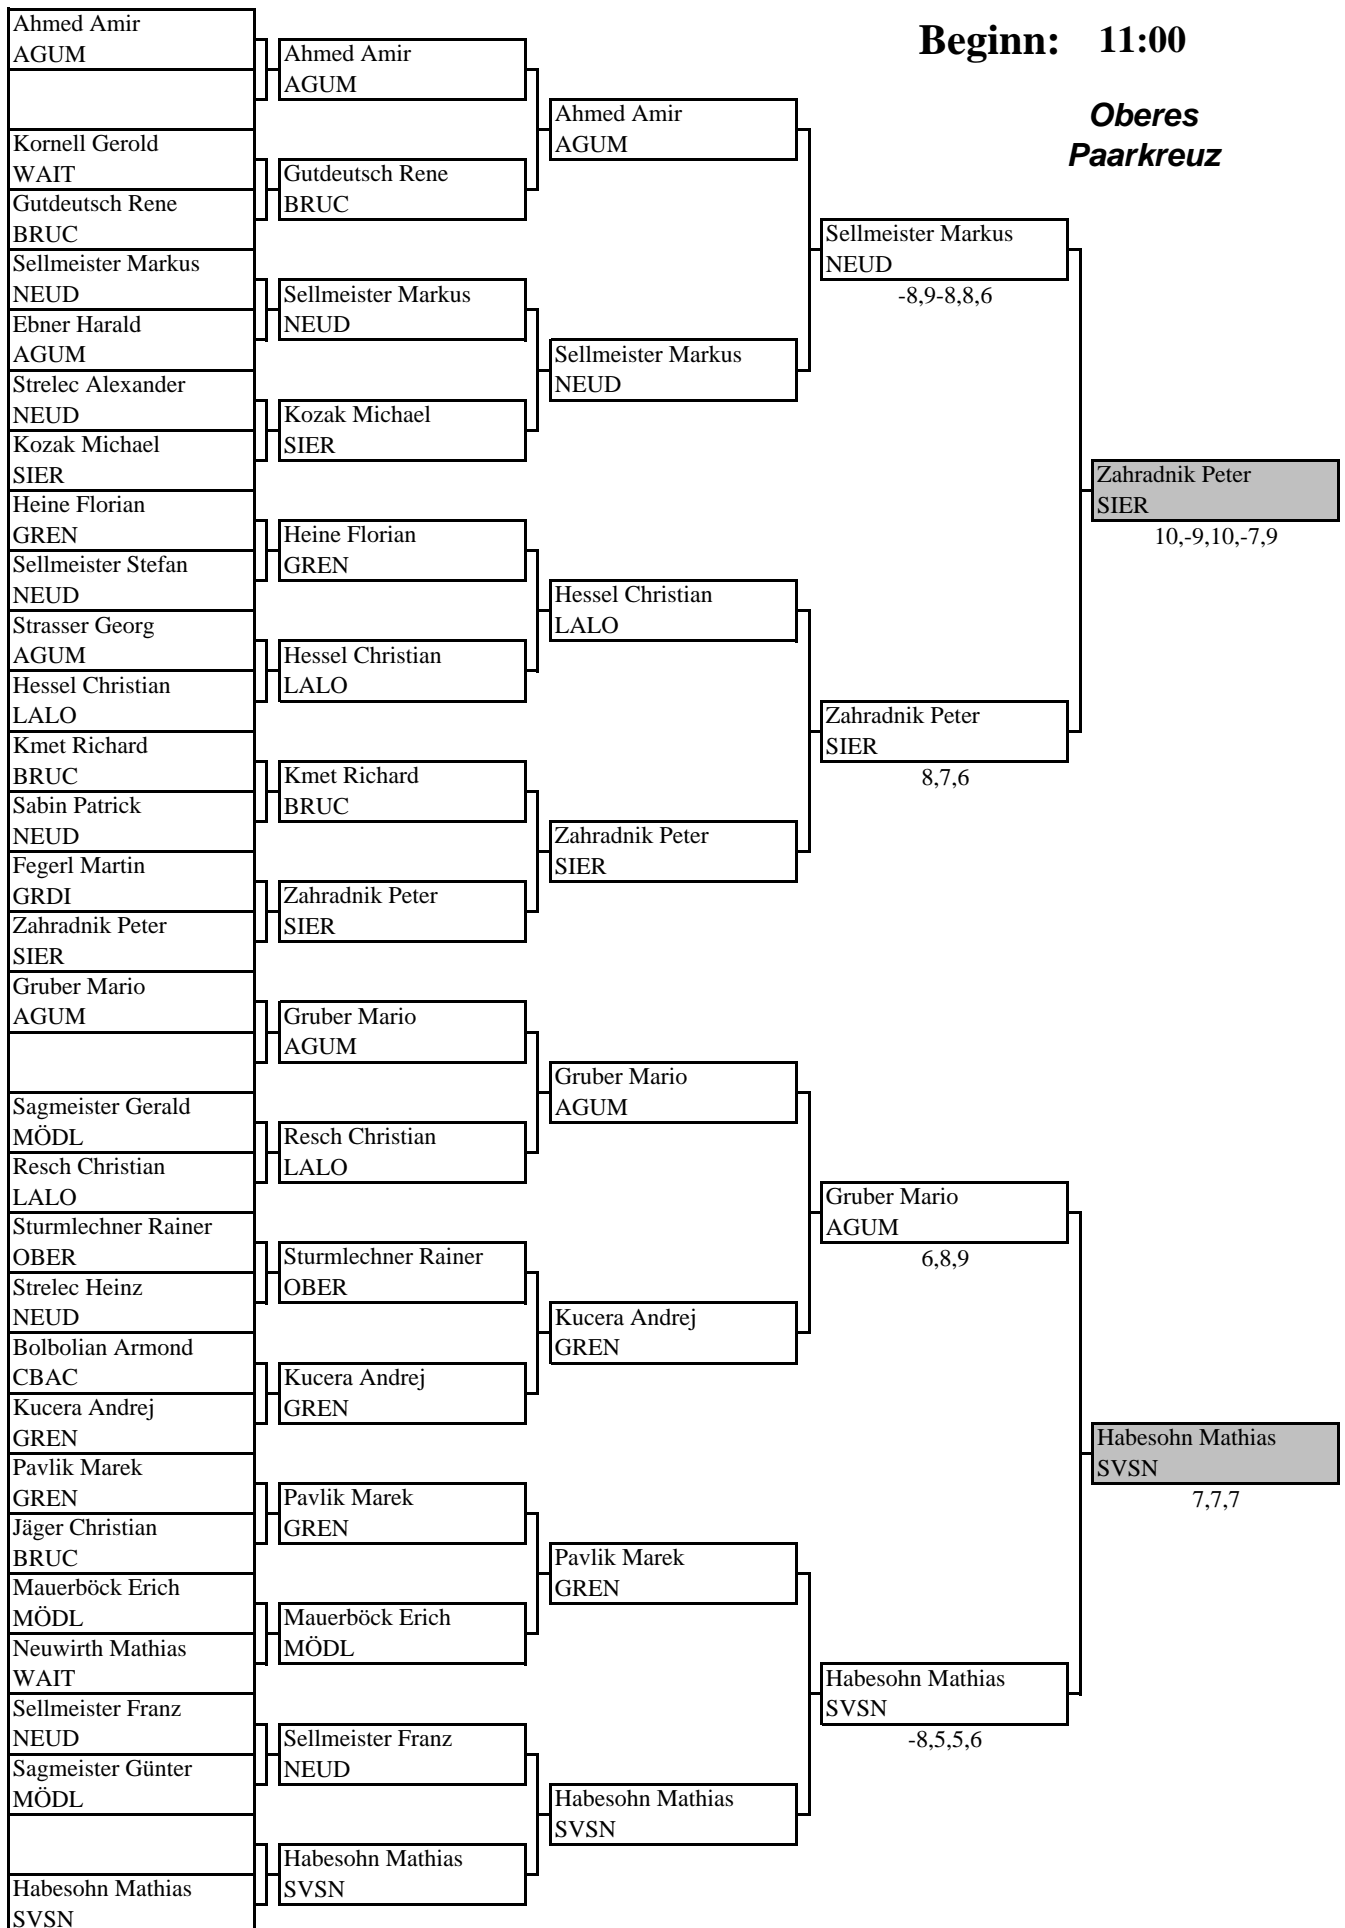 Beginn: 11:00
Oberes
Paarkreuz
Ahmed Amir
AGUM
Kornell Gerold
WAIT
Gutdeutsch Rene
BRUC
Sellmeister Markus
NEUD
Ebner Harald
AGUM
Strelec Alexander
NEUD
Kozak Michael
SIER
Heine Florian
GREN
Sellmeister Stefan
NEUD
Strasser Georg
AGUM
Hessel Christian
LALO
Kmet Richard
BRUC
Sabin Patrick
NEUD
Fegerl Martin
GRDI
Zahradnik Peter
SIER
Gruber Mario
AGUM
Sagmeister Gerald
MÖDL
Resch Christian
LALO
Sturmlechner Rainer
OBER
Strelec Heinz
NEUD
Bolbolian Armond
CBAC
Kucera Andrej
GREN
Pavlik Marek
GREN
Jäger Christian
BRUC
Mauerböck Erich
MÖDL
Neuwirth Mathias
WAIT
Sellmeister Franz
NEUD
Sagmeister Günter
MÖDL
Habesohn Mathias
SVSN
Ahmed Amir
AGUM
Gutdeutsch Rene
BRUC
Sellmeister Markus
NEUD
Kozak Michael
SIER
Heine Florian
GREN
Hessel Christian
LALO
Kmet Richard
BRUC
Zahradnik Peter
SIER
Gruber Mario
AGUM
Resch Christian
LALO
Sturmlechner Rainer
OBER
Kucera Andrej
GREN
Pavlik Marek
GREN
Mauerböck Erich
MÖDL
Sellmeister Franz
NEUD
Habesohn Mathias
SVSN
Ahmed Amir
AGUM
Sellmeister Markus
NEUD
Hessel Christian
LALO
Zahradnik Peter
SIER
Gruber Mario
AGUM
Kucera Andrej
GREN
Pavlik Marek
GREN
Habesohn Mathias
SVSN
Sellmeister Markus
NEUD
-8,9-8,8,6
Zahradnik Peter
SIER
8,7,6
Gruber Mario
AGUM
6,8,9
Habesohn Mathias
SVSN
-8,5,5,6
Zahradnik Peter
SIER
10,-9,10,-7,9
Habesohn Mathias
SVSN
7,7,7